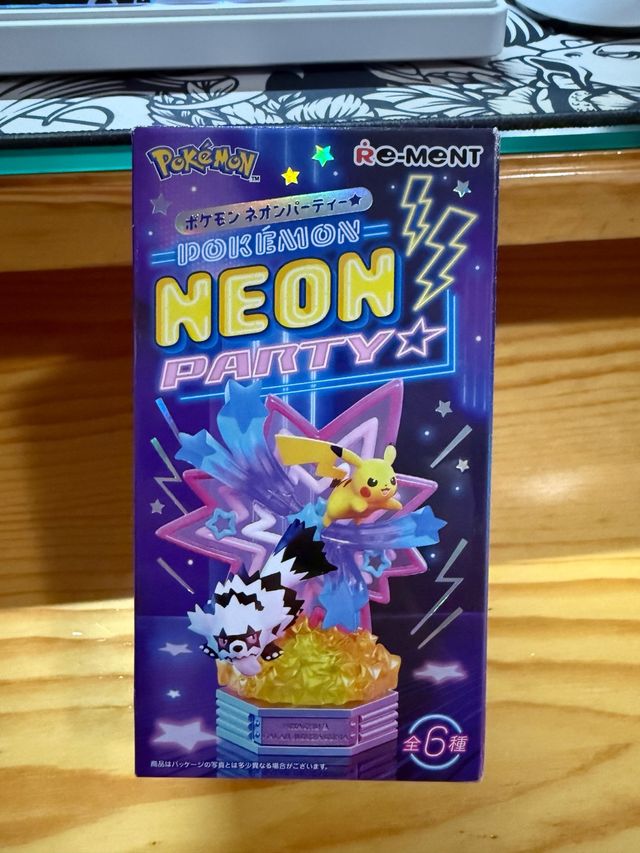 POKéMON™
Re-MeNT
ポケモン ネオンパーティー★
POKÉMON
NEON
PARTY☆
全6種
商品はパッケージの写真とは多少異なる場合がございます。